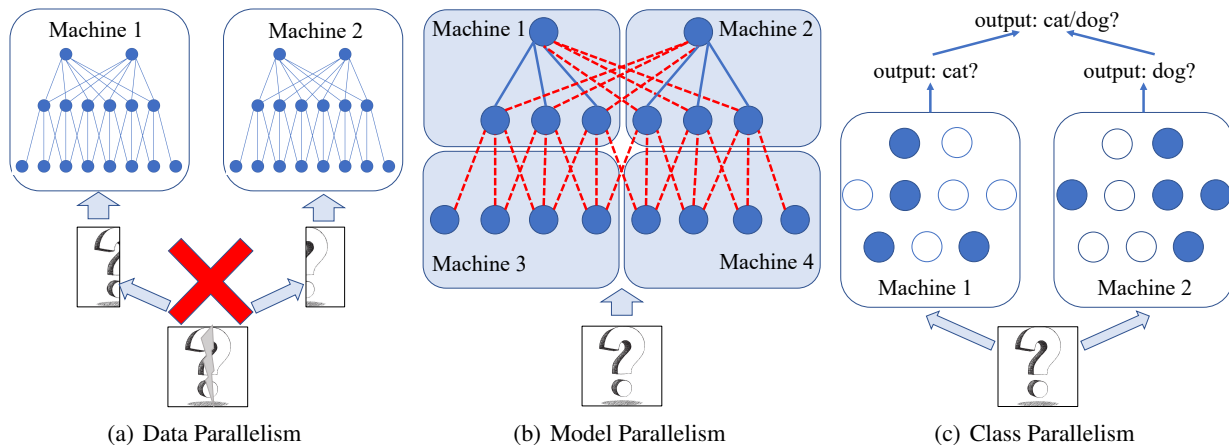 Machine 1
Machine 2
(a) Data Parallelism
Machine 1
Machine 2
Machine 3
Machine 4
(b) Model Parallelism
output: cat/dog?
output: cat?
output: dog?
Machine 1
Machine 2
(c) Class Parallelism